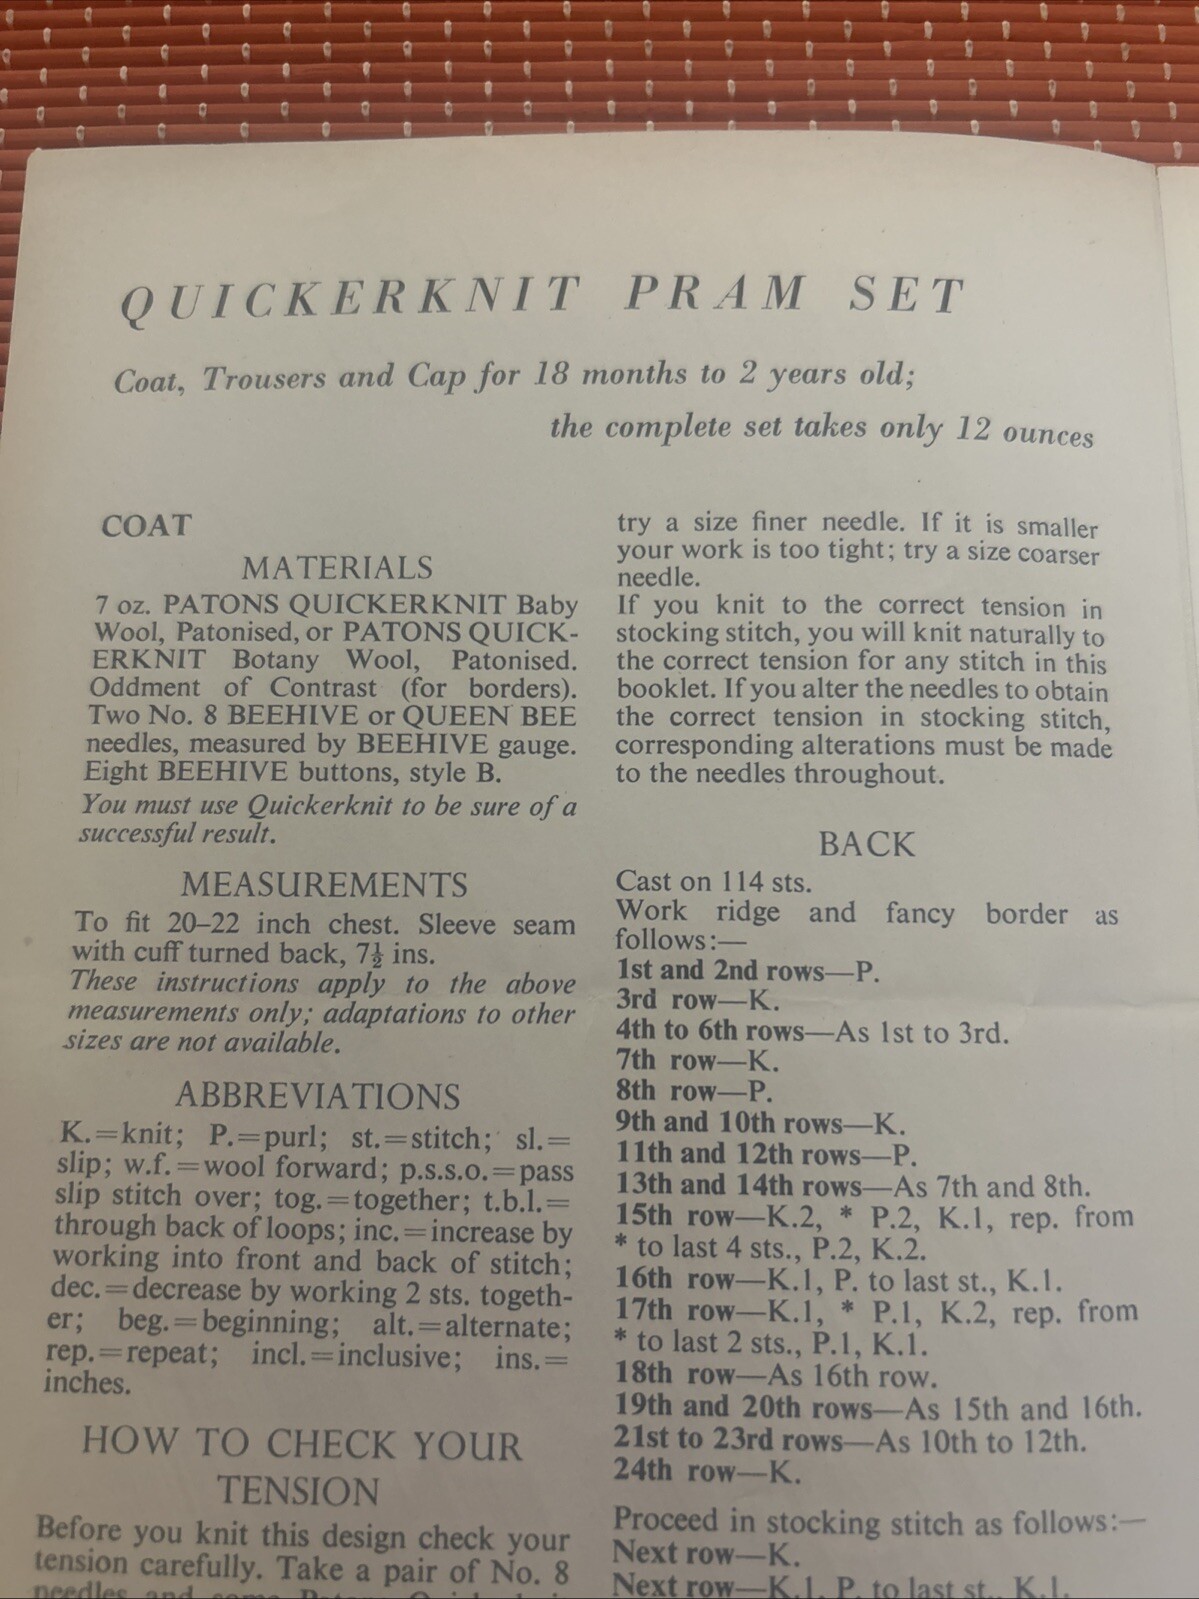 QUICKERKNIT PRAM SET
Coat, Trousers and Cap for 18 months to 2 years old;
the complete set takes only 12 ounces
COAT
MATERIALS
7 oz. PATONS QUICKERKNIT Baby
Wool, Patonised, or PATONS QUICK-
ERKNIT Botany Wool, Patonised.
Oddment of Contrast (for borders).
Two No. 8 BEEHIVE or QUEEN BEE
needles, measured by BEEHIVE gauge.
Eight BEEHIVE buttons, style B.
You must use Quickerknit to be sure of a
successful result.
MEASUREMENTS
To fit 20–22 inch chest. Sleeve seam
with cuff turned back, 7½ ins.
These instructions apply to the above
measurements only; adaptations to other
sizes are not available.
ABBREVIATIONS
K.=knit; P.=purl; st.=stitch; sl.=
slip; w.f.=wool forward; p.s.s.o.=pass
slip stitch over; tog.=together; t.b.l.=
through back of loops; inc.=increase by
working into front and back of stitch;
dec.=decrease by working 2 sts. togeth-
er; beg.=beginning; alt.=alternate;
rep.=repeat; incl.=inclusive; ins.=
inches.
HOW TO CHECK YOUR
TENSION
Before you knit this design check your
tension carefully. Take a pair of No. 8
needles and some Patons
try a size finer needle. If it is smaller
your work is too tight; try a size coarser
needle.
If you knit to the correct tension in
stocking stitch, you will knit naturally to
the correct tension for any stitch in this
booklet. If you alter the needles to obtain
the correct tension in stocking stitch,
corresponding alterations must be made
to the needles throughout.
BACK
Cast on 114 sts.
Work ridge and fancy border as
follows:—
1st and 2nd rows—P.
3rd row—K.
4th to 6th rows—As 1st to 3rd.
7th row—K.
8th row—P.
9th and 10th rows—K.
11th and 12th rows—P.
13th and 14th rows—As 7th and 8th.
15th row—K.2, * P.2, K.1, rep. from
* to last 4 sts., P.2, K.2.
16th row—K.1, P. to last st., K.1.
17th row—K.1, * P.1, K.2, rep. from
* to last 2 sts., P.1, K.1.
18th row—As 16th row.
19th and 20th rows—As 15th and 16th.
21st to 23rd rows—As 10th to 12th.
24th row—K.
Proceed in stocking stitch as follows:—
Next row—K.
Next row—K.1, P. to last st., K.1.